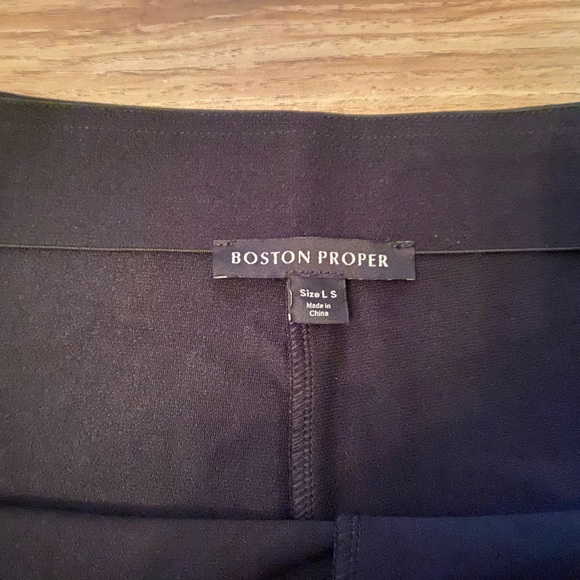 BOSTON PROPER
Size L S
Made in
China